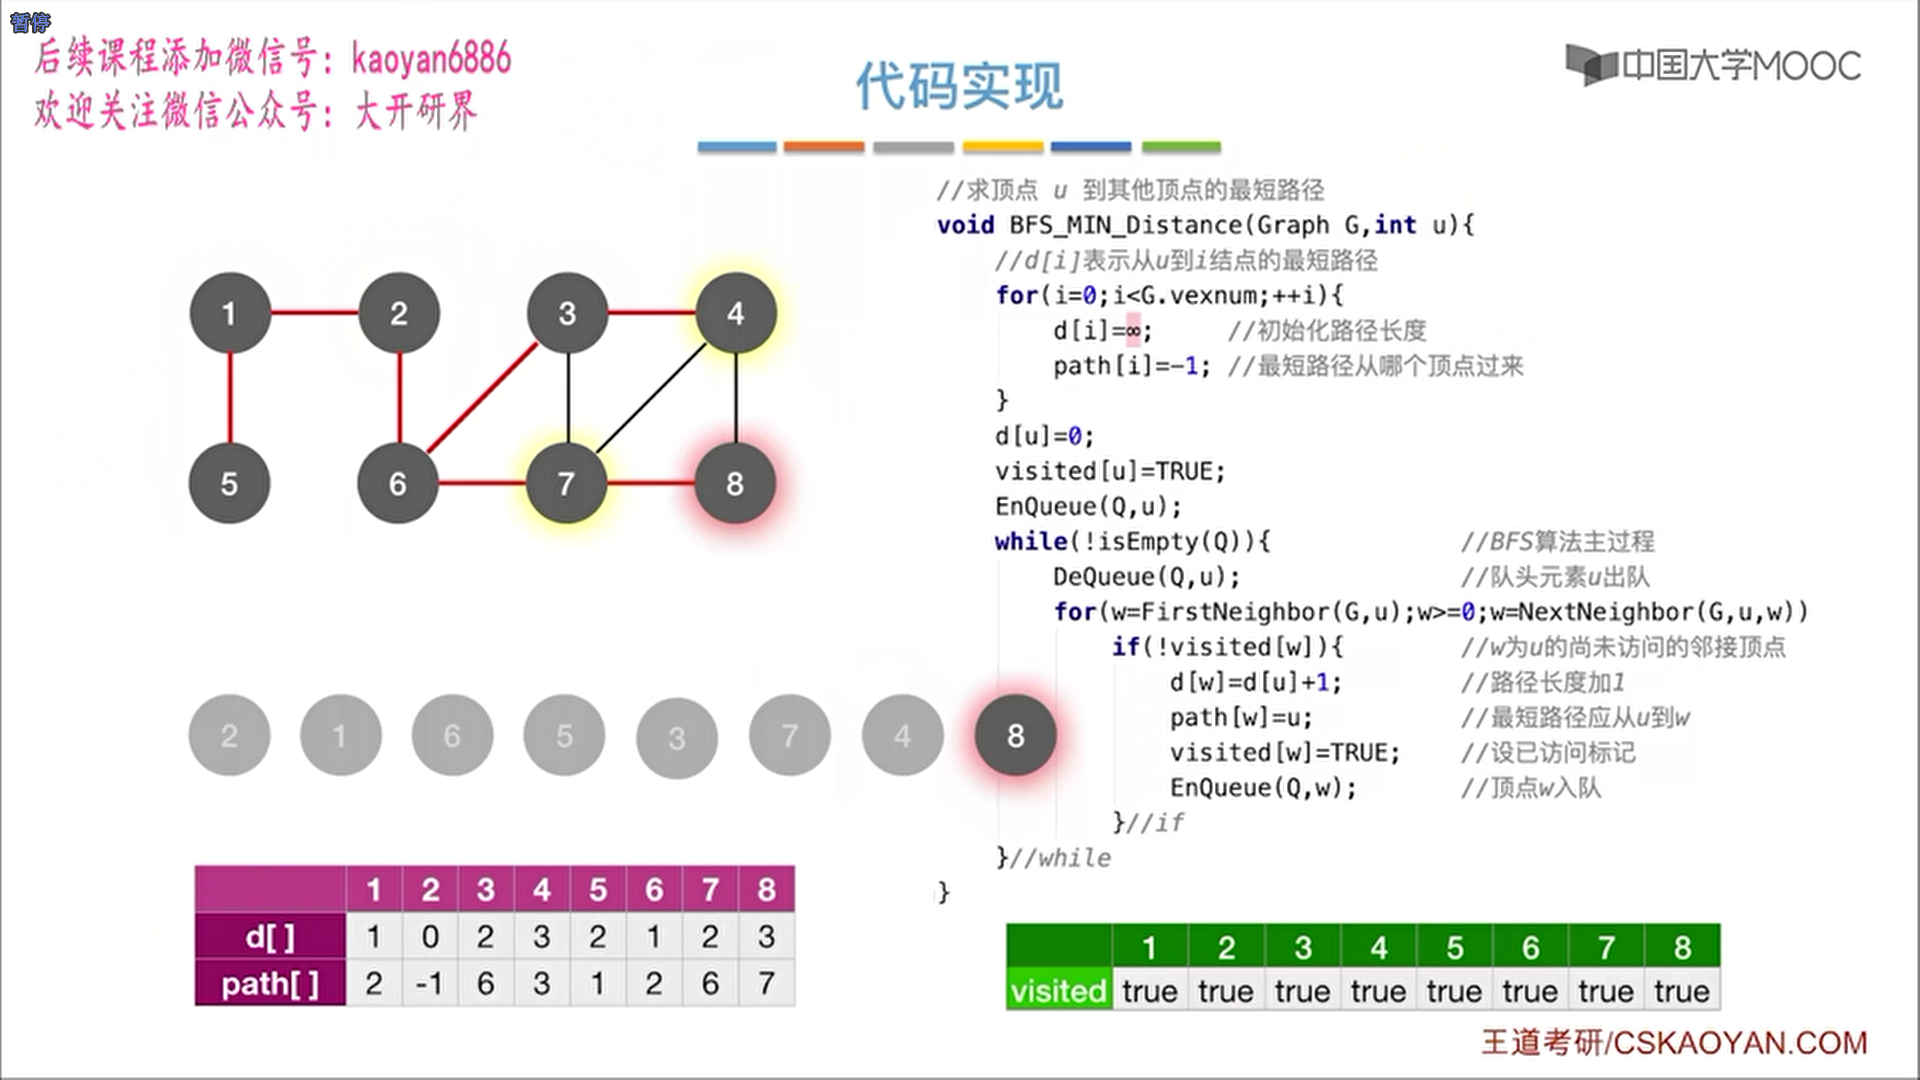 暂停
后续课程添加微信号：kaoyan6886
欢迎关注微信公众号：大开研界
代码实现
中国大学MOOC
//求顶点 u 到其他顶点的最短路径
void BFS_MIN_Distance(Graph G,int u){
//d[i]表示从u到i结点的最短路径
for(i=0;i<G.vexnum;++i){
d[i]=∞; //初始化路径长度
path[i]=-1; //最短路径从哪个顶点过来
}
d[u]=0;
visited[u]=TRUE;
EnQueue(Q,u);
while(!isEmpty(Q)){ //BFS算法主过程
DeQueue(Q,u); //队头元素u出队
for(w=FirstNeighbor(G,u);w>=0;w=NextNeighbor(G,u,w))
if(!visited[w]){ //w为u的尚未访问的邻接顶点
d[w]=d[u]+1; //路径长度加1
path[w]=u; //最短路径应从u到w
visited[w]=TRUE; //设已访问标记
EnQueue(Q,w); //顶点w入队
}//if
}//while
}
1 2 3 4
5 6 7 8
2 1 6 5 3 7 4 8
1 2 3 4 5 6 7 8
d[ ] 1 0 2 3 2 1 2 3
path[ ] 2 -1 6 3 1 2 6 7
1 2 3 4 5 6 7 8
visited true true true true true true true true
王道考研/CSKAOYAN.COM